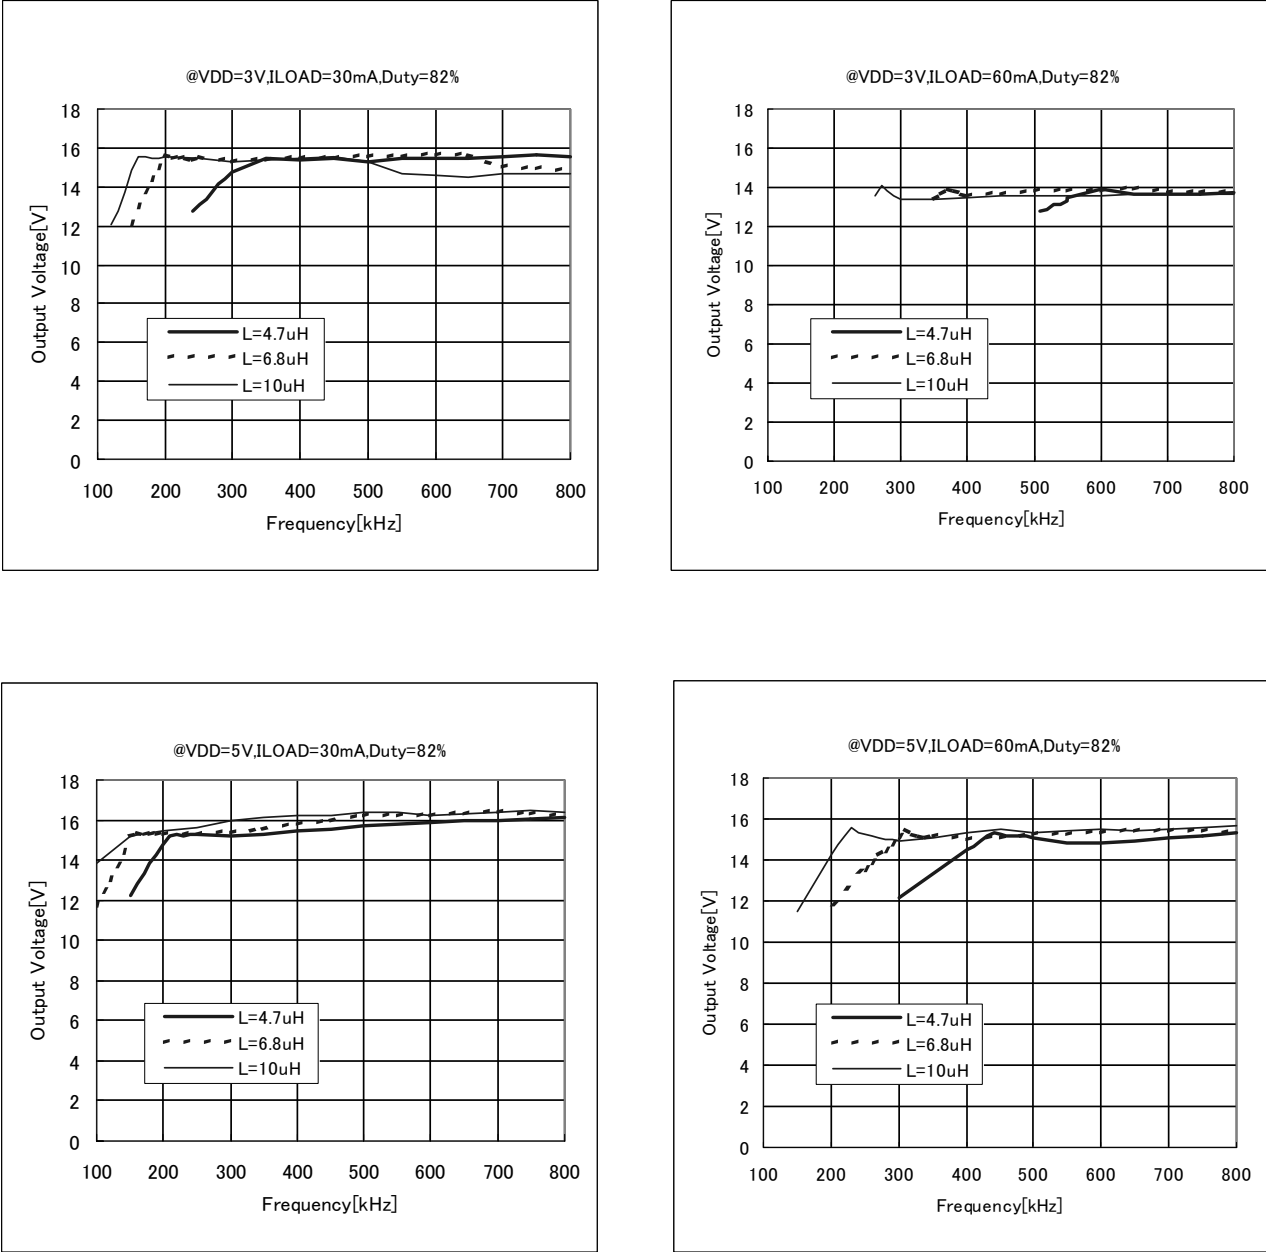 @VDD=3V,ILOAD=30mA,Duty=82%
18
16
14
12
10
8
6
4
2
0
Output Voltage[V]
L=4.7uH
L=6.8uH
L=10uH
100 200 300 400 500 600 700 800
Frequency[kHz]
@VDD=3V,ILOAD=60mA,Duty=82%
18
16
14
12
10
8
6
4
2
0
Output Voltage[V]
L=4.7uH
L=6.8uH
L=10uH
100 200 300 400 500 600 700 800
Frequency[kHz]
@VDD=5V,ILOAD=30mA,Duty=82%
18
16
14
12
10
8
6
4
2
0
Output Voltage[V]
L=4.7uH
L=6.8uH
L=10uH
100 200 300 400 500 600 700 800
Frequency[kHz]
@VDD=5V,ILOAD=60mA,Duty=82%
18
16
14
12
10
8
6
4
2
0
Output Voltage[V]
L=4.7uH
L=6.8uH
L=10uH
100 200 300 400 500 600 700 800
Frequency[kHz]